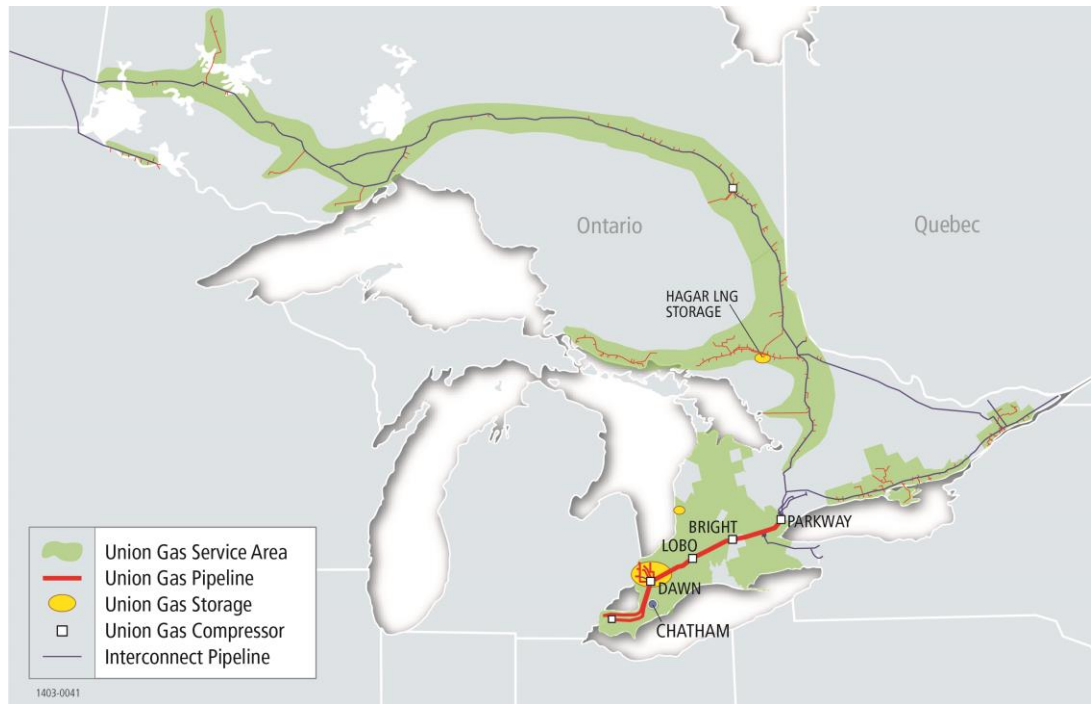 Ontario
Quebec
HAGAR LNG
STORAGE
PARKWAY
BRIGHT
LOBO
DAWN
CHATHAM
Union Gas Service Area
Union Gas Pipeline
Union Gas Storage
Union Gas Compressor
Interconnect Pipeline
1403-0041